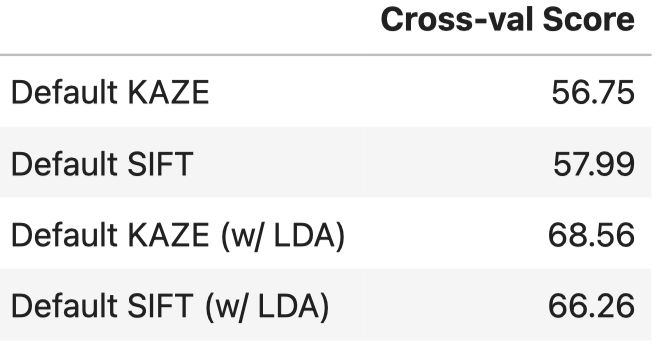 Cross-val Score
Default KAZE 56.75
Default SIFT 57.99
Default KAZE (w/ LDA) 68.56
Default SIFT (w/ LDA) 66.26